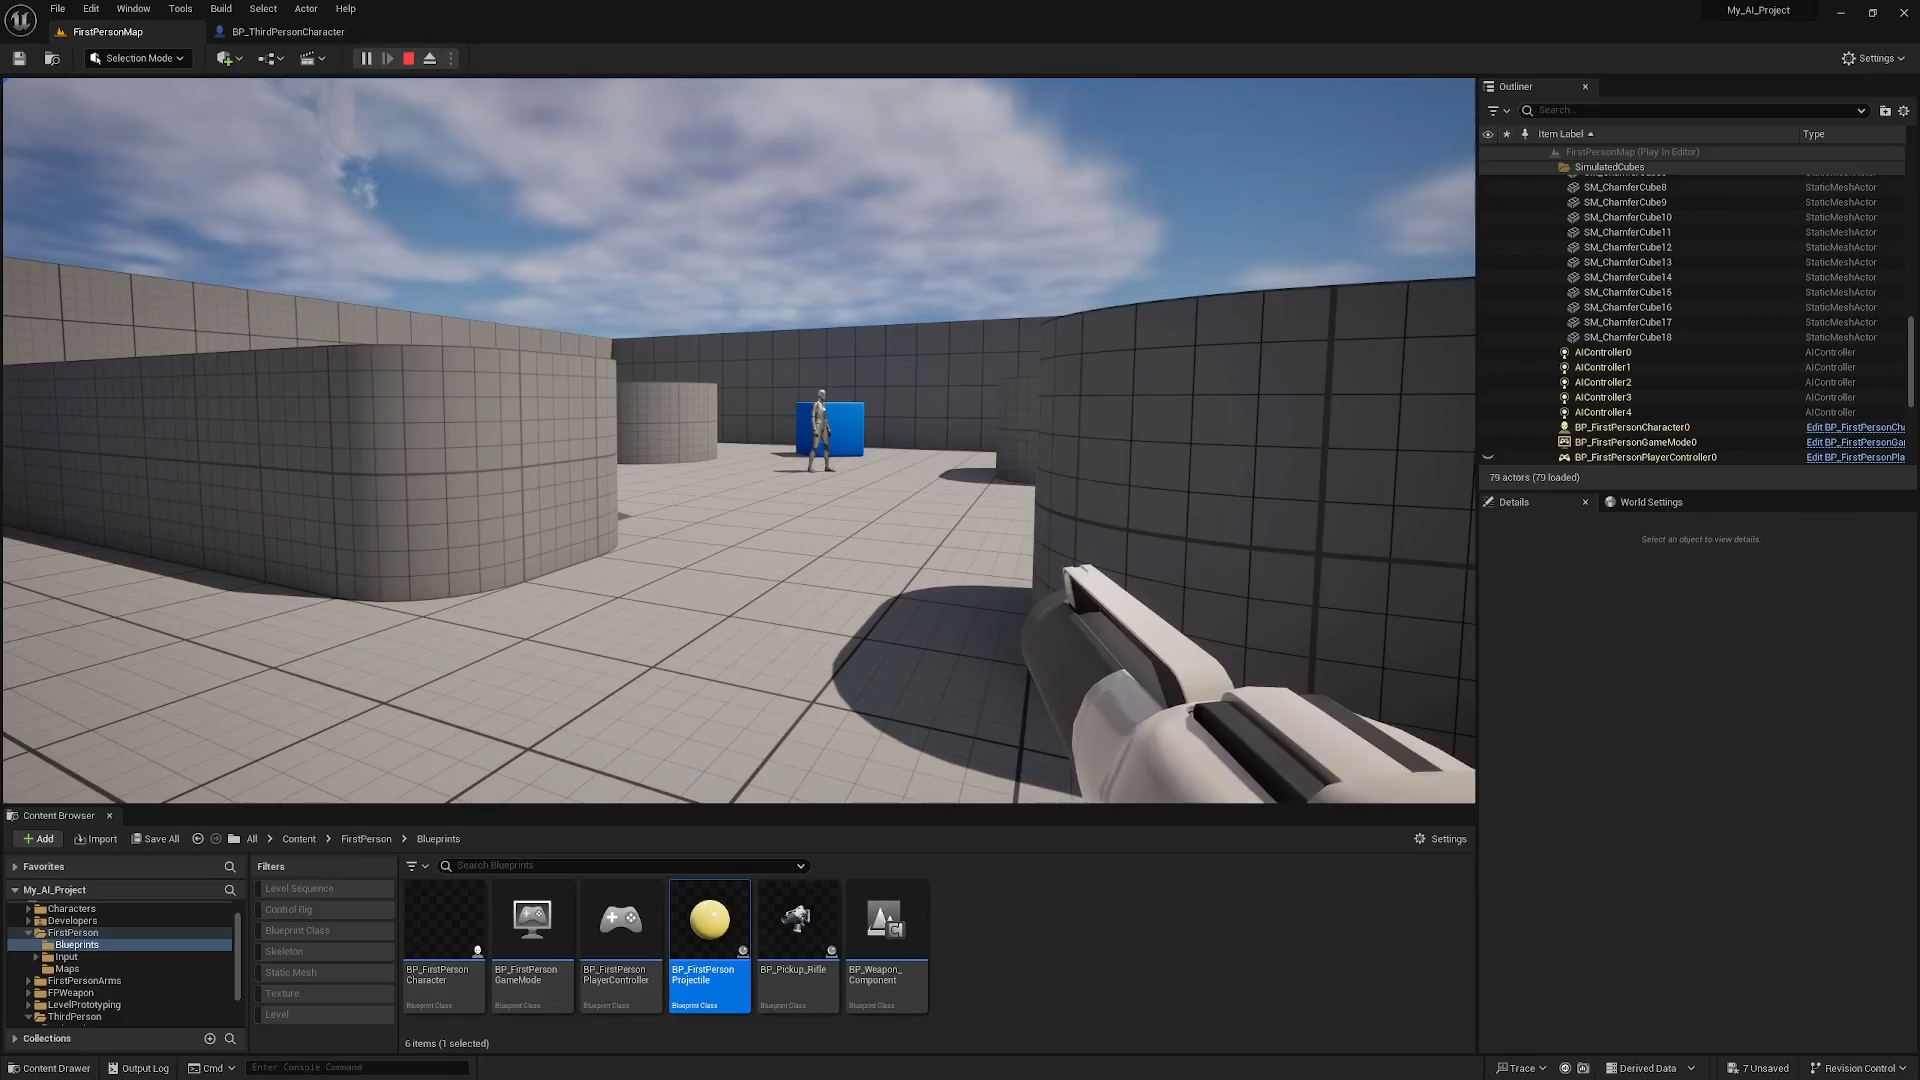 File Edit Window Tools Build Select Actor Help
My_AI_Project
FirstPersonMap
BP_ThirdPersonCharacter
Selection Mode
Settings
Outliner
Search...
Item Label
Type
FirstPersonMap (Play In Editor)
SimulatedCubes
SM_ChamferCube8 StaticMeshActor
SM_ChamferCube9 StaticMeshActor
SM_ChamferCube10 StaticMeshActor
SM_ChamferCube11 StaticMeshActor
SM_ChamferCube12 StaticMeshActor
SM_ChamferCube13 StaticMeshActor
SM_ChamferCube14 StaticMeshActor
SM_ChamferCube15 StaticMeshActor
SM_ChamferCube16 StaticMeshActor
SM_ChamferCube17 StaticMeshActor
SM_ChamferCube18 StaticMeshActor
AIController0 AIController
AIController1 AIController
AIController2 AIController
AIController3 AIController
AIController4 AIController
BP_FirstPersonCharacter0 Edit BP_FirstPersonCha
BP_FirstPersonGameMode0 Edit BP_FirstPersonGa
BP_FirstPersonPlayerController0 Edit BP_FirstPersonPla
79 actors (79 loaded)
Details
World Settings
Select an object to view details.
Content Browser
Add Import Save All All Content FirstPerson Blueprints
Settings
Favorites
My_AI_Project
Characters
Developers
FirstPerson
Blueprints
Input
Maps
FirstPersonArms
FPWeapon
LevelPrototyping
ThirdPerson
Collections
Filters
Level Sequence
Control Rig
Blueprint Class
Skeleton
Static Mesh
Texture
Level
Search Blueprints
BP_FirstPerson
Character
Blueprint Class
BP_FirstPerson
GameMode
Blueprint Class
BP_FirstPerson
PlayerController
Blueprint Class
BP_FirstPerson
Projectile
Blueprint Class
BP_Pickup_Rifle
Blueprint Class
BP_Weapon_
Component
Blueprint Class
6 items (1 selected)
Content Drawer
Output Log
Cmd
Enter Console Command
Trace
Derived Data
7 Unsaved
Revision Control